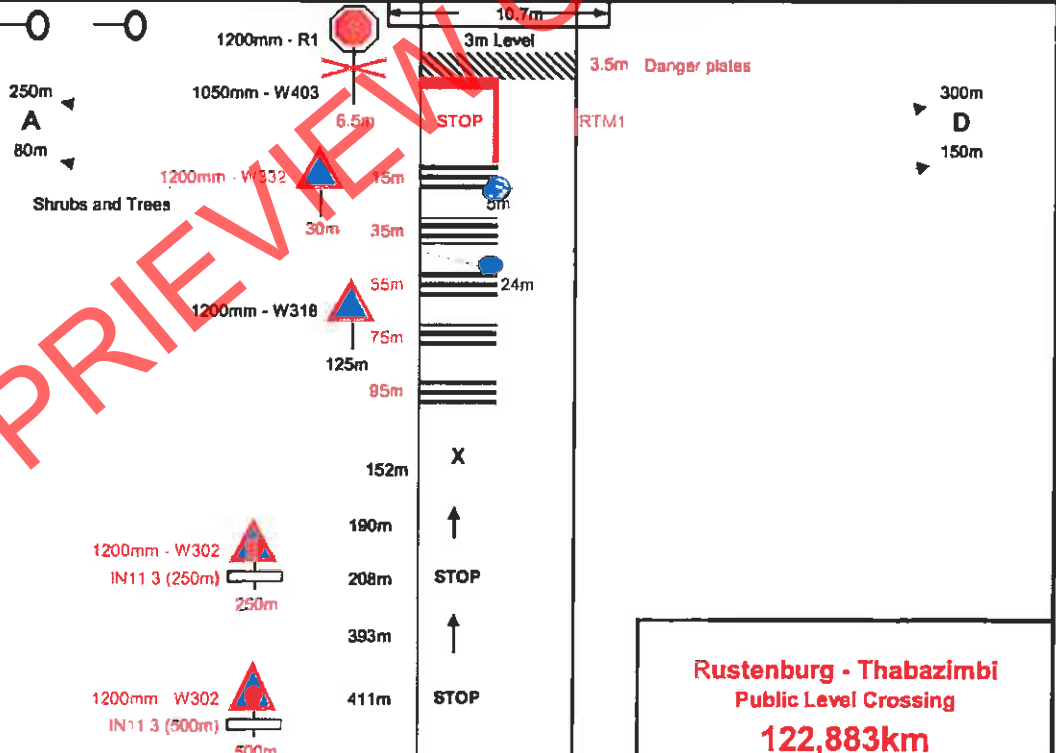 10.7m
1200mm - R1
3m Level
3.5m Danger plates
250m
1050mm - W403
300m
A
6.5m
STOP
RTM1
D
80m
150m
1200mm - W332
15m
Shrubs and Trees
5m
30m
35m
55m
24m
1200mm - W318
75m
125m
95m
X
152m
190m
1200mm - W302
IN11 3 (250m)
208m
STOP
250m
393m
Rustenburg - Thabazimbi
Public Level Crossing
1200mm W302
411m
STOP
IN11 3 (500m)
122,883km
500m
PRIEVIEW